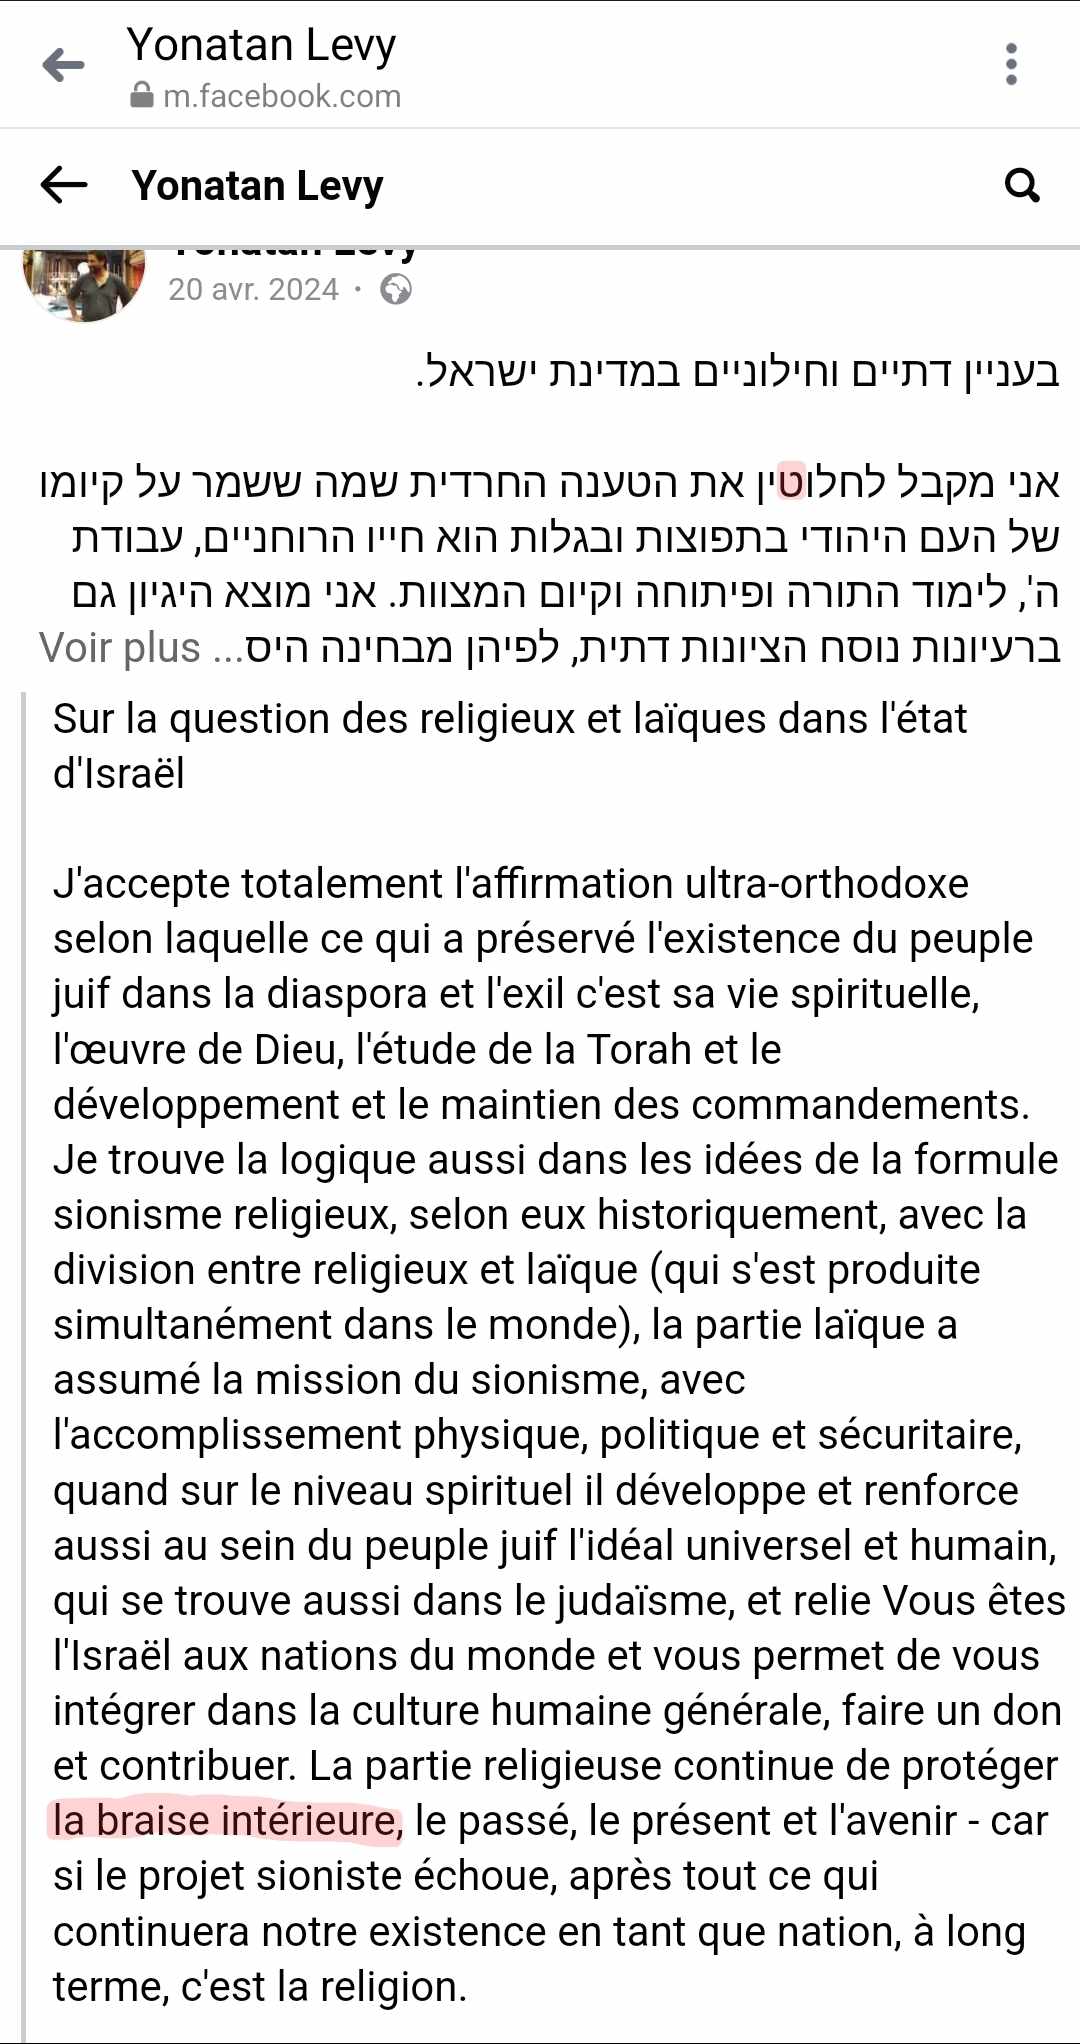 Yonatan Levy
m.facebook.com
Yonatan Levy
Yonatan Levy
20 avr. 2024 ·
בעניין דתיים וחילוניים במדינת ישראל.
אני מקבל לחלוטין את הטענה החרדית שמה ששמר על קיומו
של העם היהודי בתפוצות ובגלות הוא חייו הרוחניים, עבודת
ה', לימוד התורה ופיתוחה וקיום המצוות. אני מוצא היגיון גם
ברעיונות נוסח הציונות דתית, לפיהן מבחינה היס... Voir plus
Sur la question des religieux et laïques dans l'état
d'Israël
J'accepte totalement l'affirmation ultra-orthodoxe
selon laquelle ce qui a préservé l'existence du peuple
juif dans la diaspora et l'exil c'est sa vie spirituelle,
l'œuvre de Dieu, l'étude de la Torah et le
développement et le maintien des commandements.
Je trouve la logique aussi dans les idées de la formule
sionisme religieux, selon eux historiquement, avec la
division entre religieux et laïque (qui s'est produite
simultanément dans le monde), la partie laïque a
assumé la mission du sionisme, avec
l'accomplissement physique, politique et sécuritaire,
quand sur le niveau spirituel il développe et renforce
aussi au sein du peuple juif l'idéal universel et humain,
qui se trouve aussi dans le judaïsme, et relie Vous êtes
l'Israël aux nations du monde et vous permet de vous
intégrer dans la culture humaine générale, faire un don
et contribuer. La partie religieuse continue de protéger
la braise intérieure, le passé, le présent et l'avenir - car
si le projet sioniste échoue, après tout ce qui
continuera notre existence en tant que nation, à long
terme, c'est la religion.